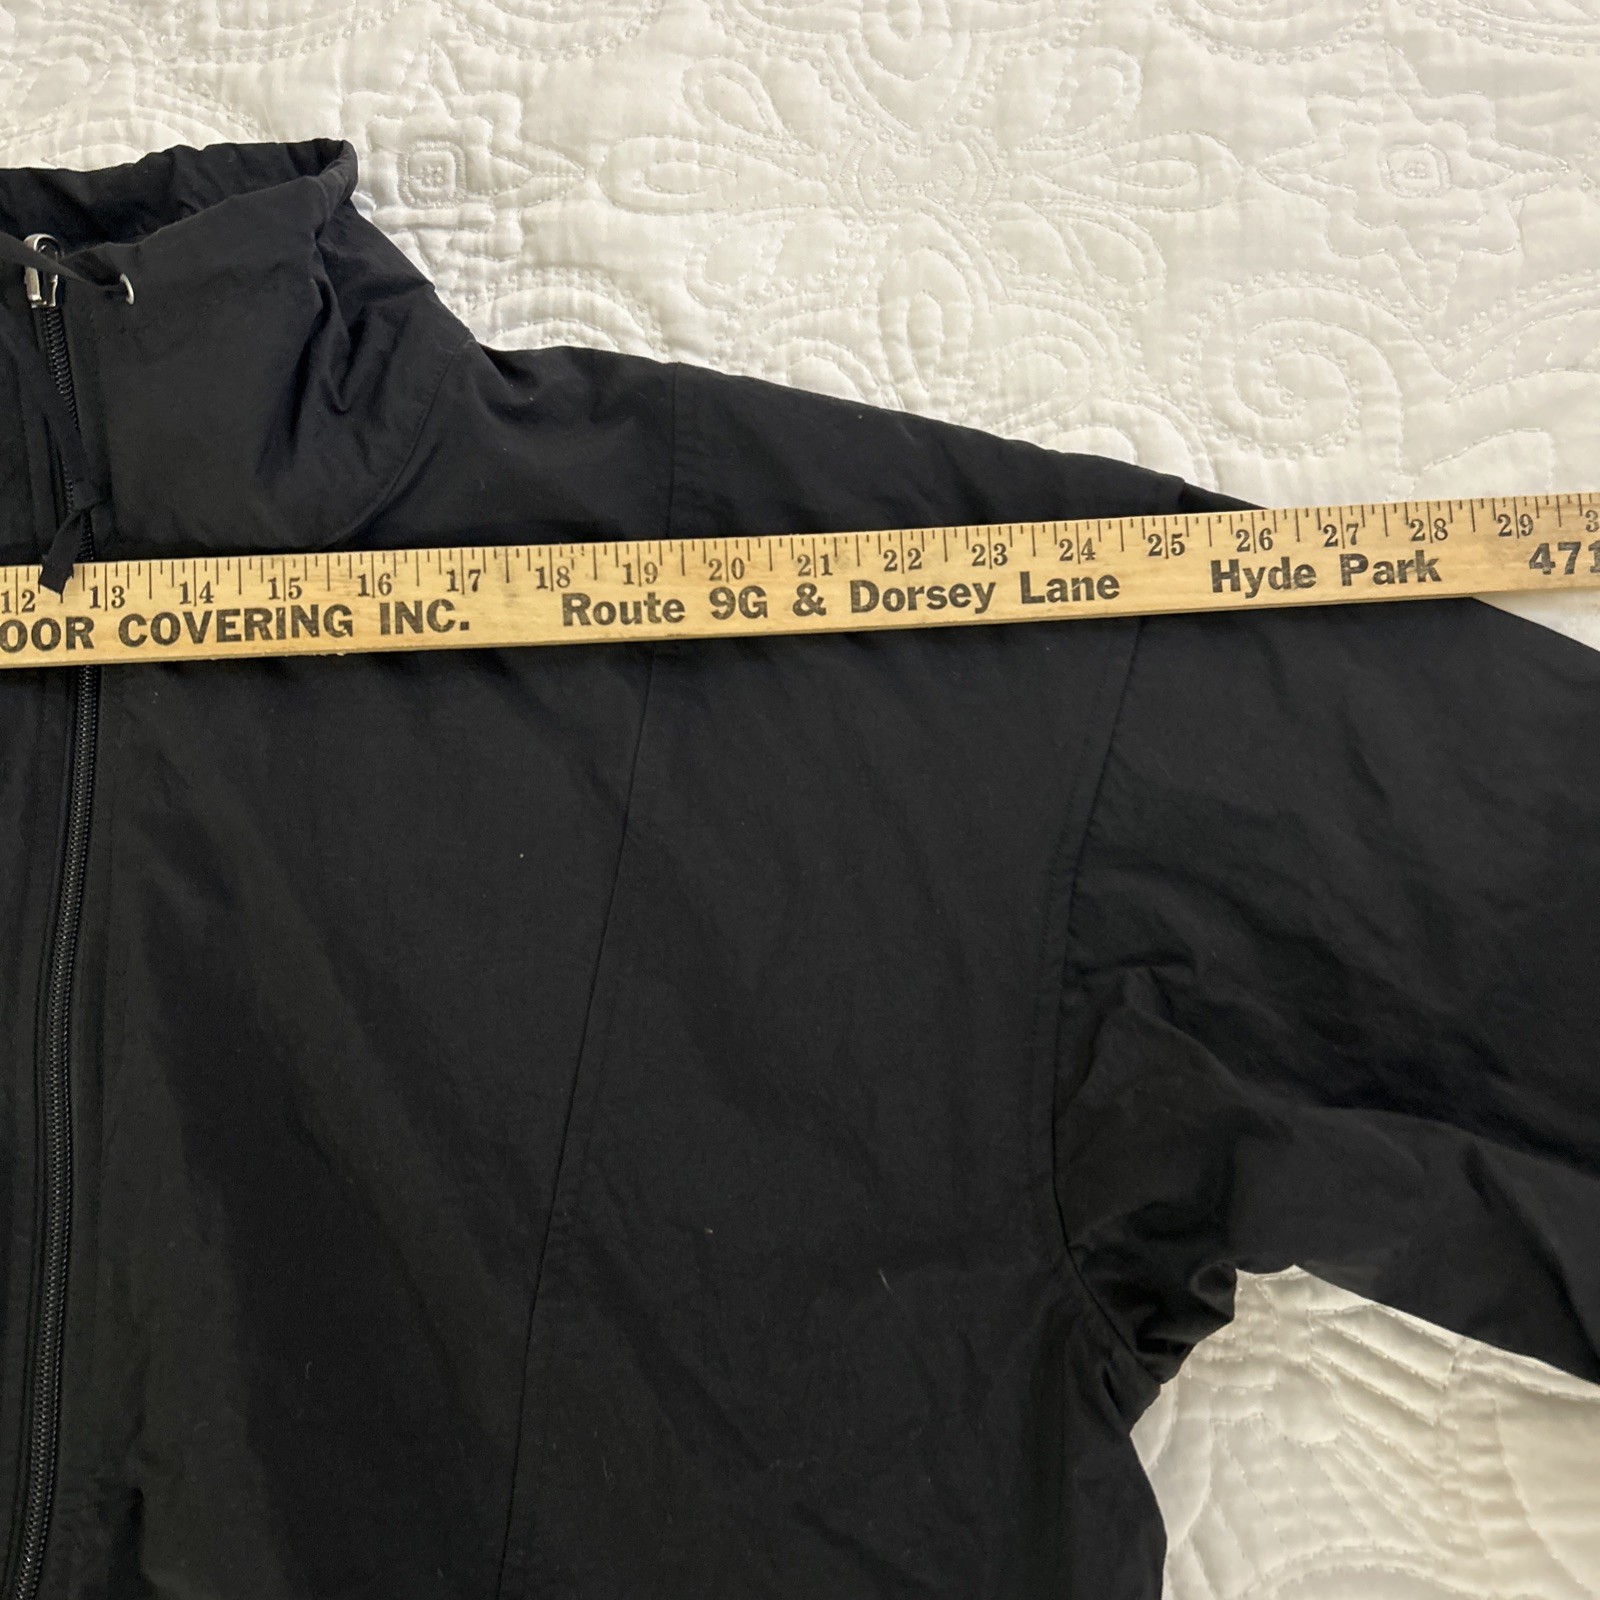 12 13 14 15 16 17 18 19 20 21 22 23 24 25 26 27 28 29 3
OOR COVERING INC. Route 9G & Dorsey Lane Hyde Park 471